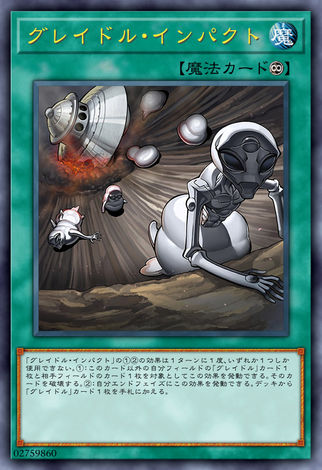 グレイドル・インパクト
魔
【魔法カード】
「グレイドル・インパクト」の①②の効果は1ターンに1度、いずれか1つしか
使用できない。①:このカード以外の自分フィールドの「グレイドル」カード1
枚と相手フィールドのカード1枚を対象としてこの効果を発動できる。そのカ
ードを破壊する。②:自分エンドフェイズにこの効果を発動できる。デッキから
「グレイドル」カード1枚を手札に加える。
02759860